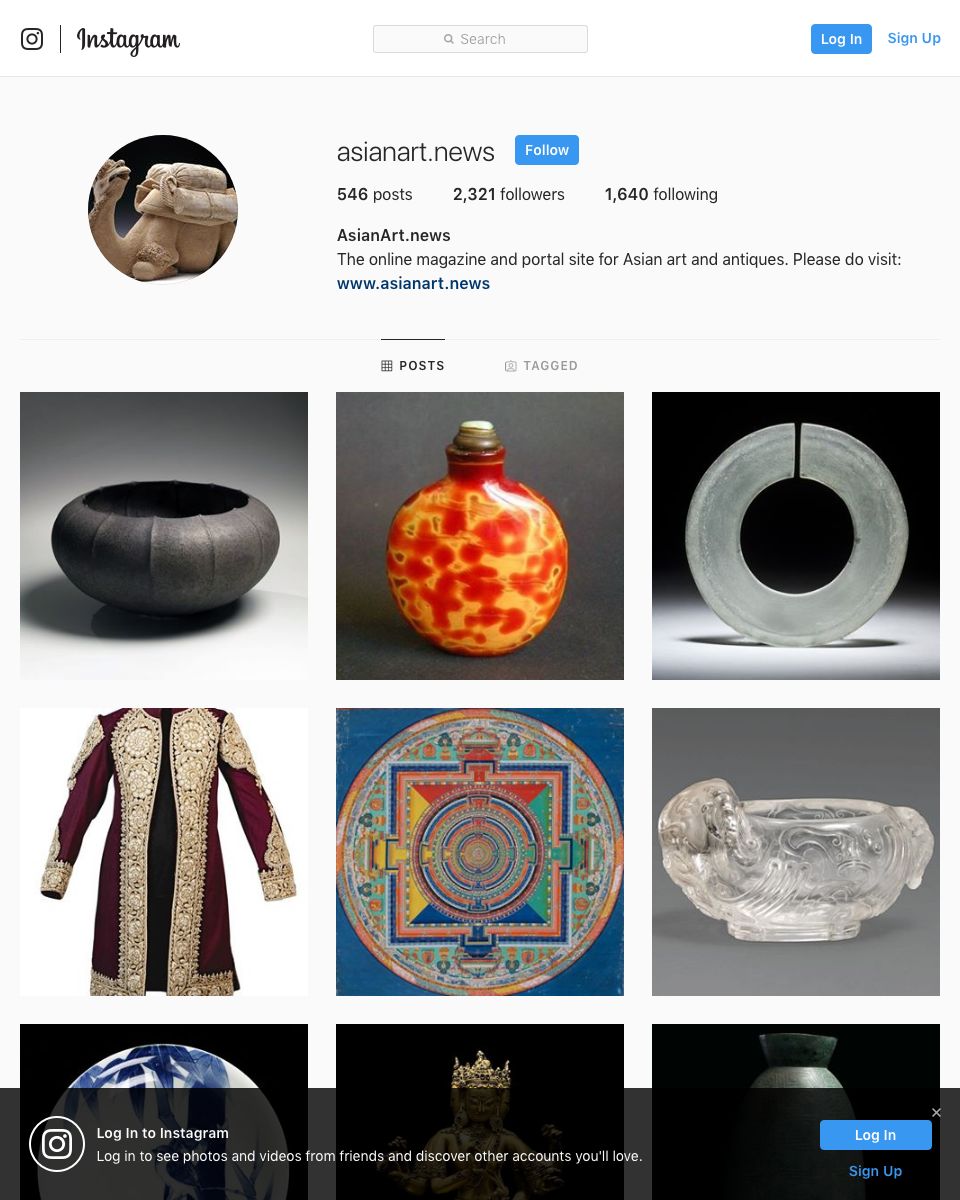 Instagram
Search
Log In
Sign Up
asianart.news
Follow
546 posts
2,321 followers
1,640 following
AsianArt.news
The online magazine and portal site for Asian art and antiques. Please do visit:
www.asianart.news
POSTS
TAGGED
Log In to Instagram
Log in to see photos and videos from friends and discover other accounts you'll love.
Log In
Sign Up